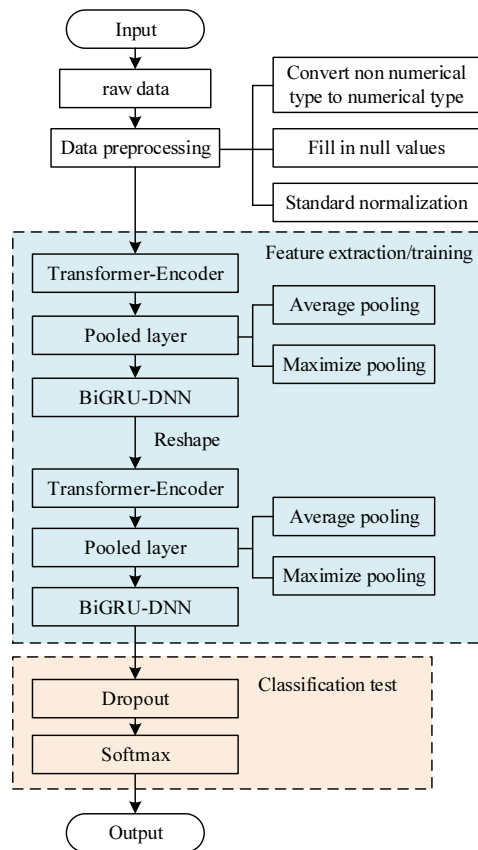 Input
raw data
Convert non numerical
type to numerical type
Data preprocessing
Fill in null values
Standard normalization
Feature extraction/training
Transformer-Encoder
Average pooling
Pooled layer
Maximize pooling
BiGRU-DNN
Reshape
Transformer-Encoder
Average pooling
Pooled layer
Maximize pooling
BiGRU-DNN
Classification test
Dropout
Softmax
Output